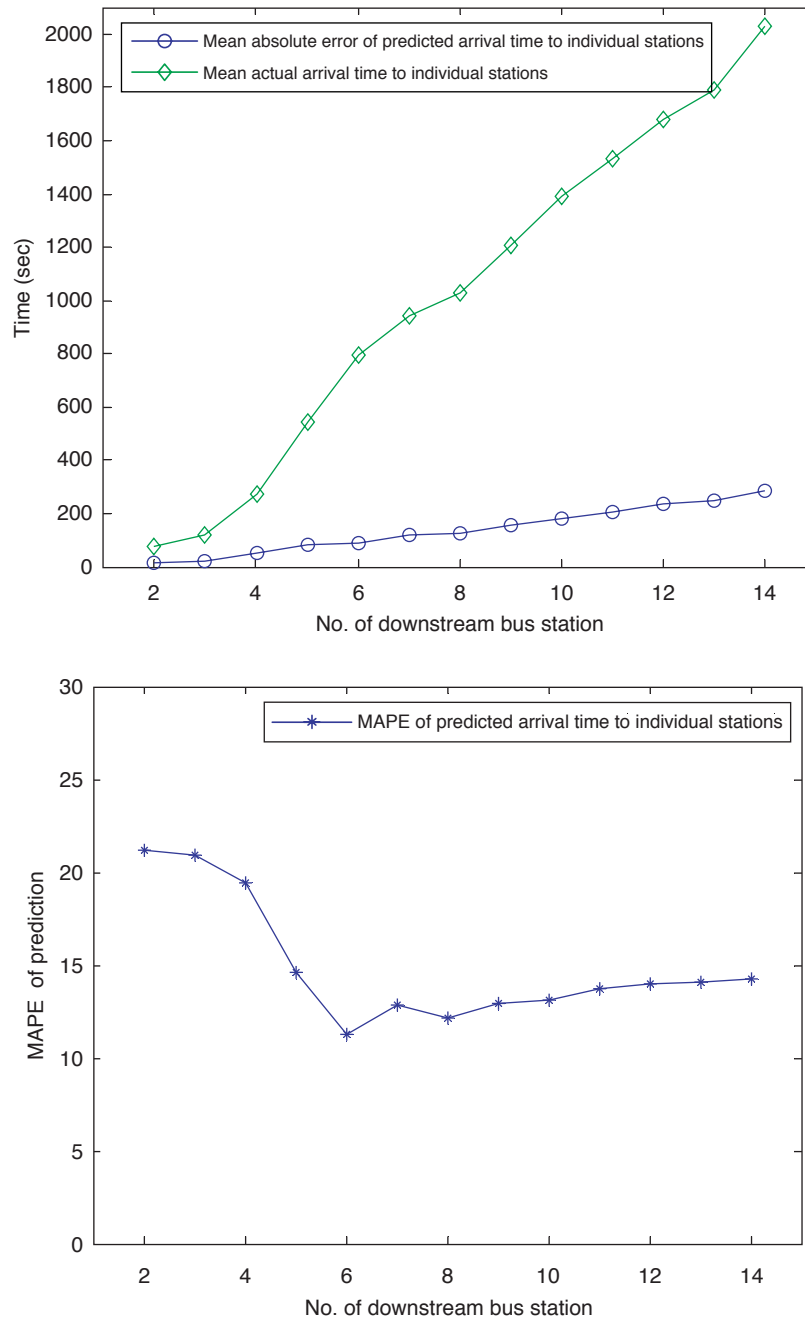 2000
1800
1600
1400
1200
1000
800
600
400
200
0
Time (sec)
Mean absolute error of predicted arrival time to individual stations
Mean actual arrival time to individual stations
2 4 6 8 10 12 14
No. of downstream bus station
30
25
20
15
10
5
0
MAPE of prediction
MAPE of predicted arrival time to individual stations
2 4 6 8 10 12 14
No. of downstream bus station